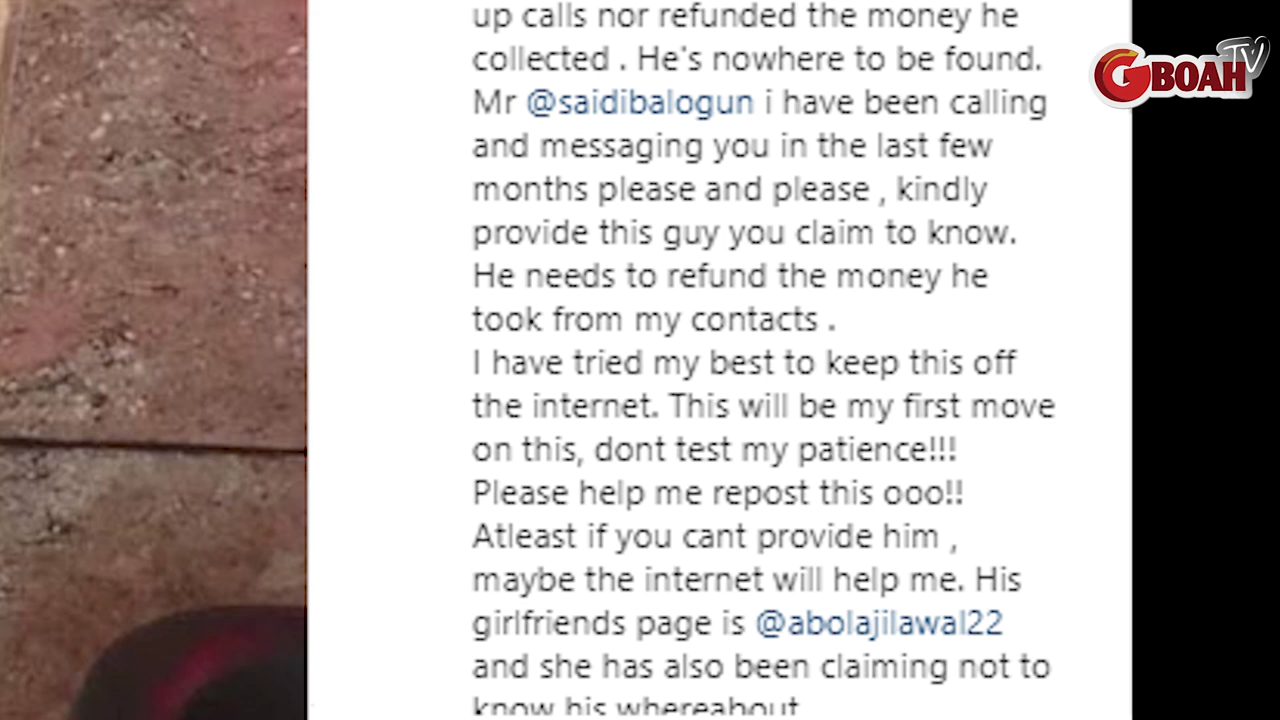 up calls nor refunded the money he
collected . He's nowhere to be found.
Mr @saidibalogun i have been calling
and messaging you in the last few
months please and please , kindly
provide this guy you claim to know.
He needs to refund the money he
took from my contacts .
I have tried my best to keep this off
the internet. This will be my first move
on this, dont test my patience!!!
Please help me repost this ooo!!
Atleast if you cant provide him ,
maybe the internet will help me. His
girlfriends page is @abolajilawal22
and she has also been claiming not to
know his whereabout
GBOAH TV